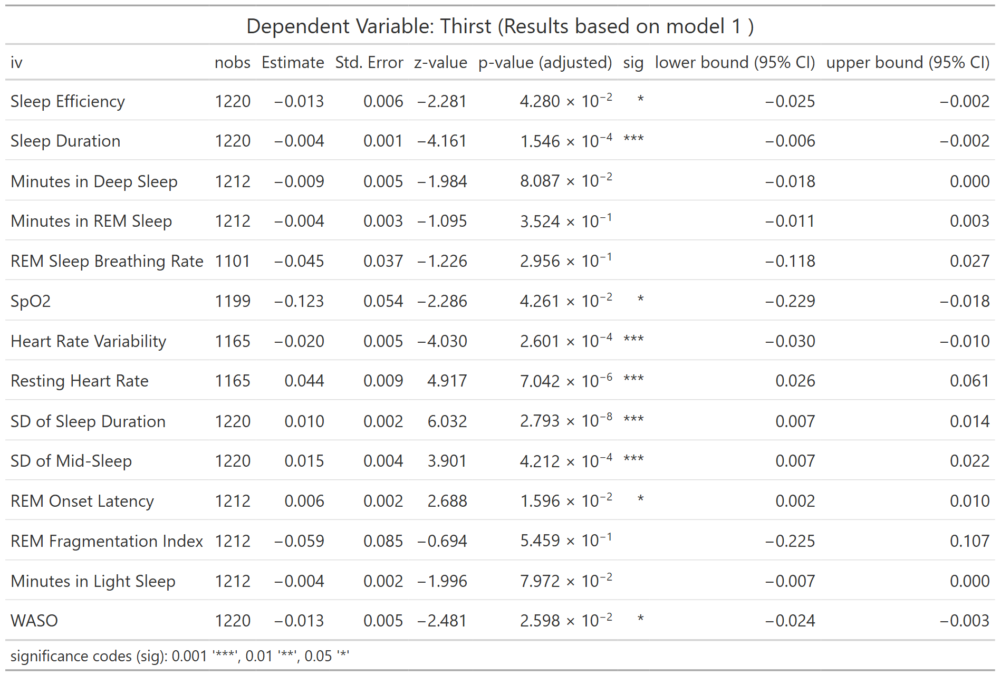 Dependent Variable: Thirst (Results based on model 1 )
iv nobs Estimate Std. Error z-value p-value (adjusted) sig lower bound (95% CI) upper bound (95% CI)
Sleep Efficiency 1220 −0.013 0.006 −2.281 4.280 × 10⁻² * −0.025 −0.002
Sleep Duration 1220 −0.004 0.001 −4.161 1.546 × 10⁻⁴ *** −0.006 −0.002
Minutes in Deep Sleep 1212 −0.009 0.005 −1.984 8.087 × 10⁻² −0.018 0.000
Minutes in REM Sleep 1212 −0.004 0.003 −1.095 3.524 × 10⁻¹ −0.011 0.003
REM Sleep Breathing Rate 1101 −0.045 0.037 −1.226 2.956 × 10⁻¹ −0.118 0.027
SpO2 1199 −0.123 0.054 −2.286 4.261 × 10⁻² * −0.229 −0.018
Heart Rate Variability 1165 −0.020 0.005 −4.030 2.601 × 10⁻⁴ *** −0.030 −0.010
Resting Heart Rate 1165 0.044 0.009 4.917 7.042 × 10⁻⁶ *** 0.026 0.061
SD of Sleep Duration 1220 0.010 0.002 6.032 2.793 × 10⁻⁸ *** 0.007 0.014
SD of Mid-Sleep 1220 0.015 0.004 3.901 4.212 × 10⁻⁴ *** 0.007 0.022
REM Onset Latency 1212 0.006 0.002 2.688 1.596 × 10⁻² * 0.002 0.010
REM Fragmentation Index 1212 −0.059 0.085 −0.694 5.459 × 10⁻¹ −0.225 0.107
Minutes in Light Sleep 1212 −0.004 0.002 −1.996 7.972 × 10⁻² −0.007 0.000
WASO 1220 −0.013 0.005 −2.481 2.598 × 10⁻² * −0.024 −0.003
significance codes (sig): 0.001 '***', 0.01 '**', 0.05 '*'